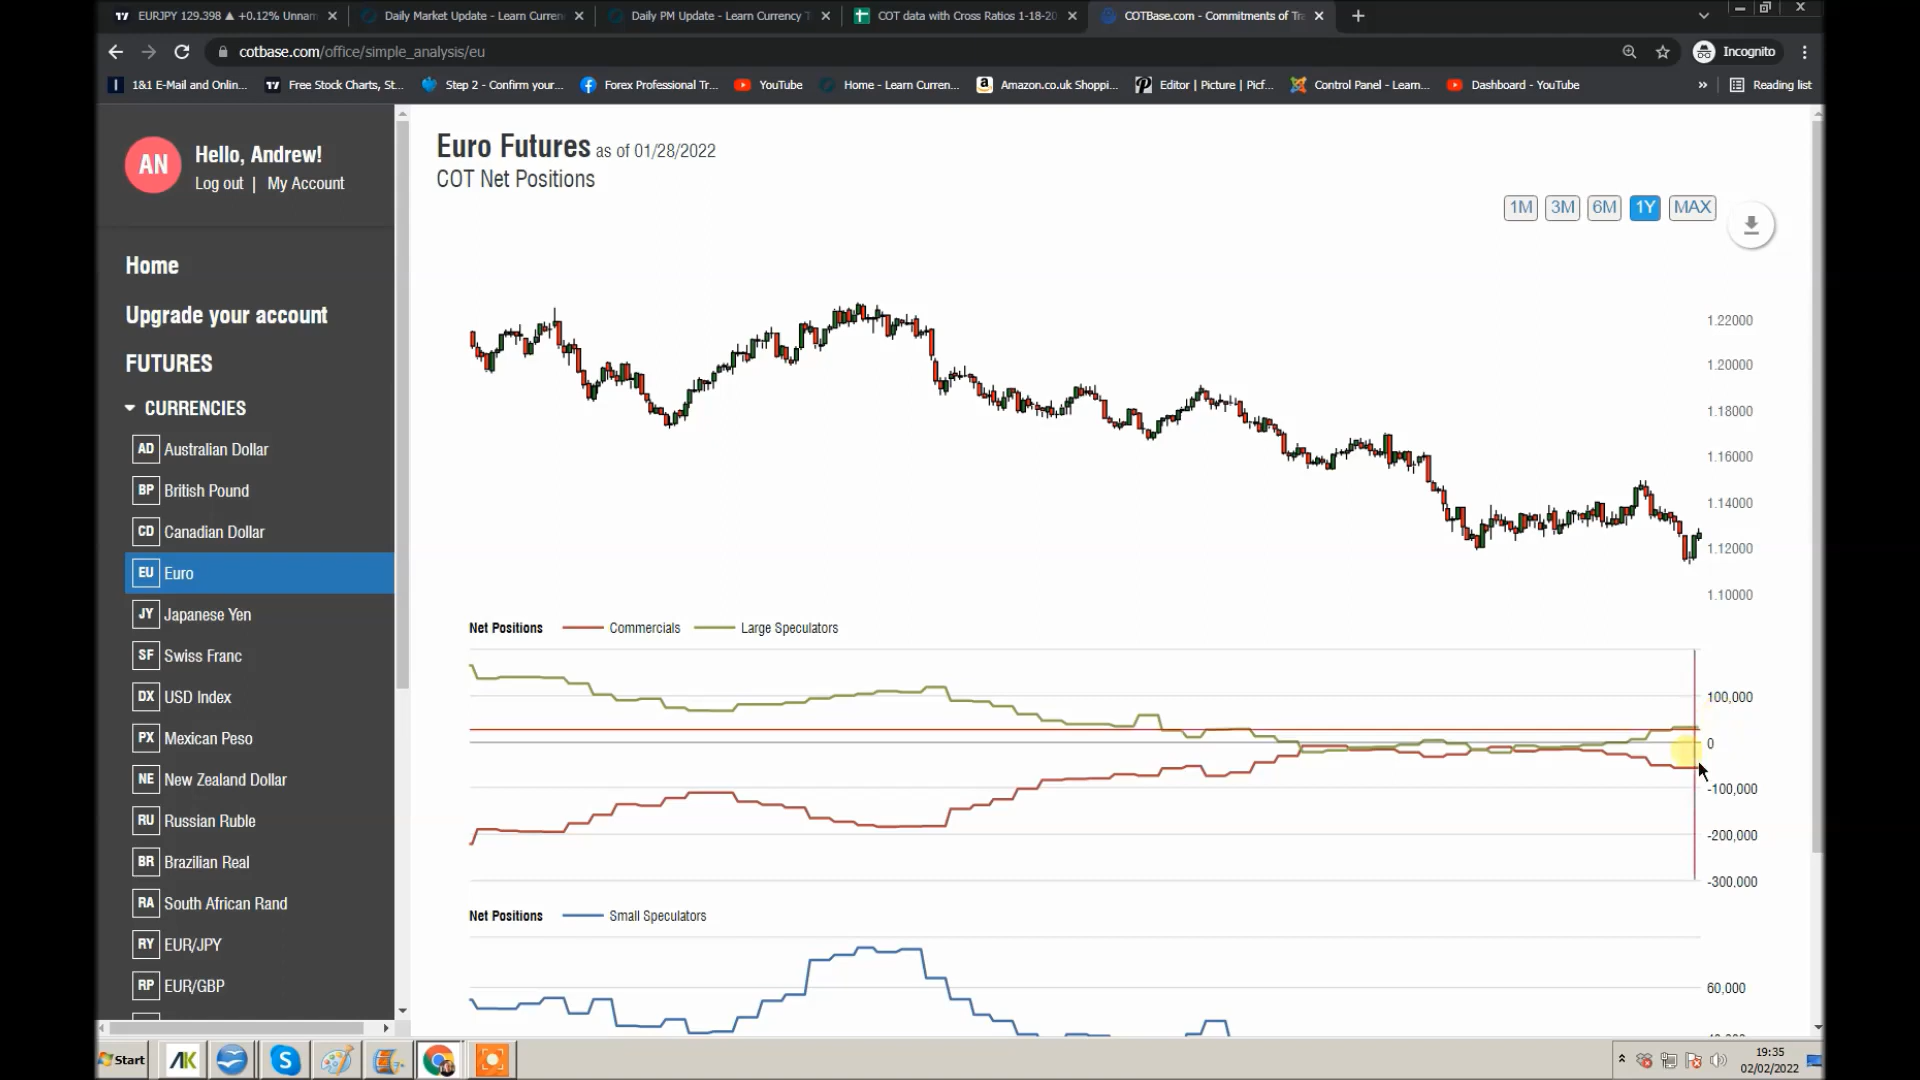 EURJPY 129.398 ▲ +0.12% Unnam
Daily Market Update - Learn Curren
Daily PM Update - Learn Currency T
COT data with Cross Ratios 1-18-20
COTBase.com - Commitments of Tra
cotbase.com/office/simple_analysis/eu
Incognito
1&1 E-Mail and Onlin...
Free Stock Charts, St...
Step 2 - Confirm your...
Forex Professional Tr...
YouTube
Home - Learn Curren...
Amazon.co.uk Shoppi...
Editor | Picture | Picf...
Control Panel - Learn...
Dashboard - YouTube
»
Reading list
AN
Hello, Andrew!
Log out | My Account
Home
Upgrade your account
FUTURES
CURRENCIES
AD Australian Dollar
BP British Pound
CD Canadian Dollar
EU Euro
JY Japanese Yen
SF Swiss Franc
DX USD Index
PX Mexican Peso
NE New Zealand Dollar
RU Russian Ruble
BR Brazilian Real
RA South African Rand
RY EUR/JPY
RP EUR/GBP
Euro Futures as of 01/28/2022
COT Net Positions
1M 3M 6M 1Y MAX
1.22000
1.20000
1.18000
1.16000
1.14000
1.12000
1.10000
Net Positions Commercials Large Speculators
100,000
0
-100,000
-200,000
-300,000
Net Positions Small Speculators
60,000
Start
19:35
02/02/2022